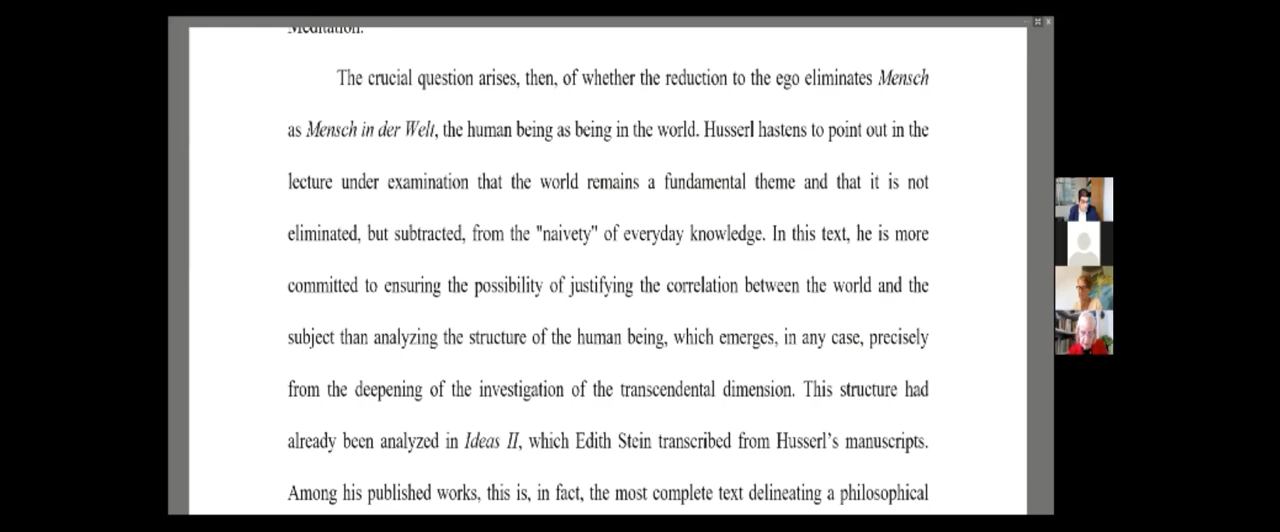 Meditation.
The crucial question arises, then, of whether the reduction to the ego eliminates Mensch
as Mensch in der Welt, the human being as being in the world. Husserl hastens to point out in the
lecture under examination that the world remains a fundamental theme and that it is not
eliminated, but subtracted, from the "naivety" of everyday knowledge. In this text, he is more
committed to ensuring the possibility of justifying the correlation between the world and the
subject than analyzing the structure of the human being, which emerges, in any case, precisely
from the deepening of the investigation of the transcendental dimension. This structure had
already been analyzed in Ideas II, which Edith Stein transcribed from Husserl’s manuscripts.
Among his published works, this is, in fact, the most complete text delineating a philosophical